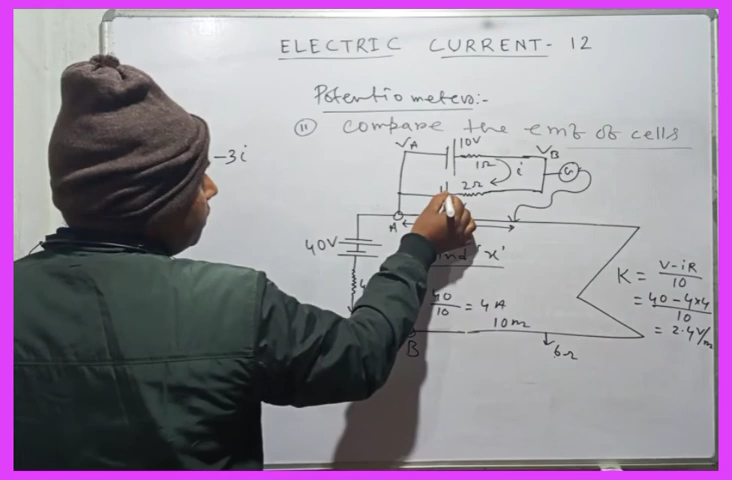 ELECTRIC CURRENT - 12
Potentiometers:-
(ii) Compare the emf of cells
-3i
VA
10V
1Ω
i
VB
G
2Ω
A
40V
'x'
40/10 = 4A
10m
B
6Ω
K = V-iR/10
= 40-4×4/10
= 2.4V/m